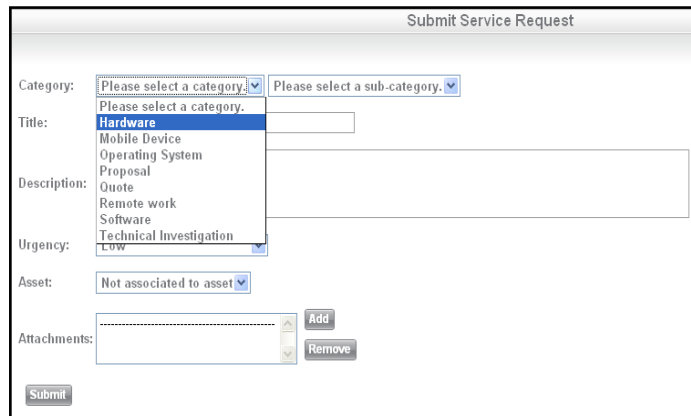 Submit Service Request
Category: Please select a category. Please select a sub-category.
Please select a category.
Title: Hardware
Mobile Device
Operating System
Proposal
Description: Quote
Remote work
Software
Technical Investigation
Urgency: Low
Asset: Not associated to asset
Attachments: ----------------------------------------------- Add
Remove
Submit